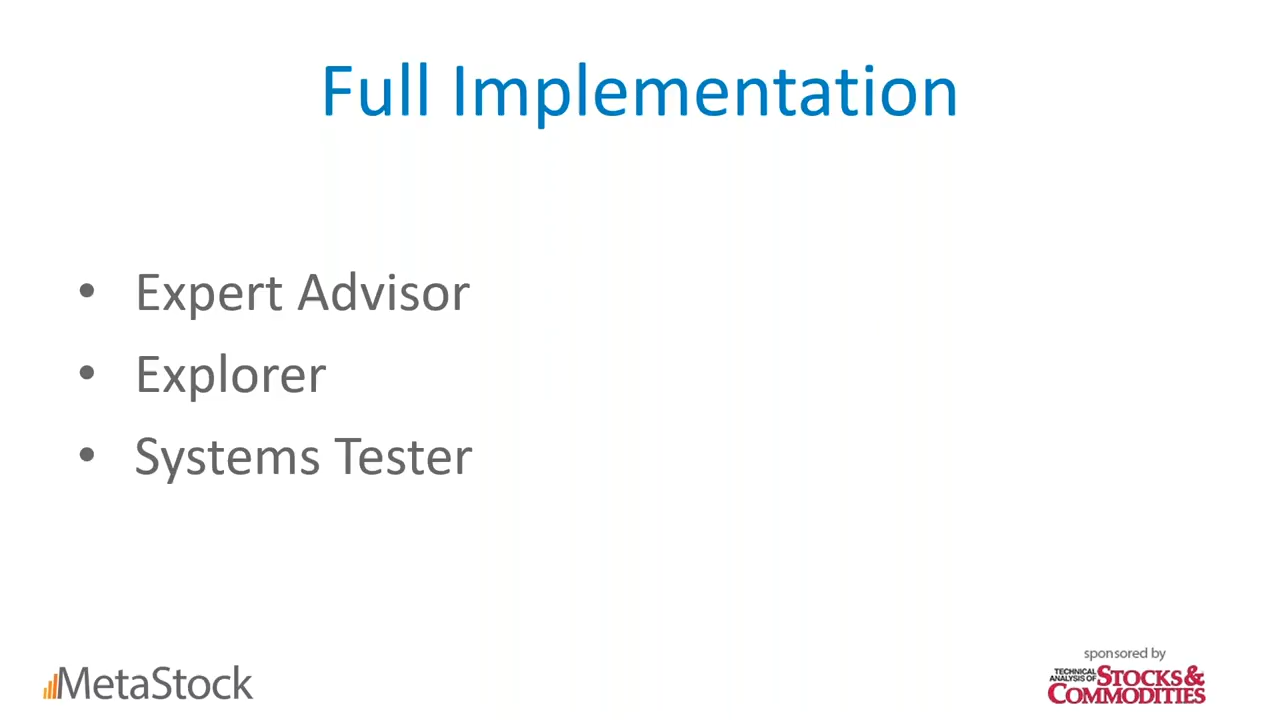 Full Implementation
• Expert Advisor
• Explorer
• Systems Tester
MetaStock
sponsored by
TECHNICAL ANALYSIS OF STOCKS & COMMODITIES